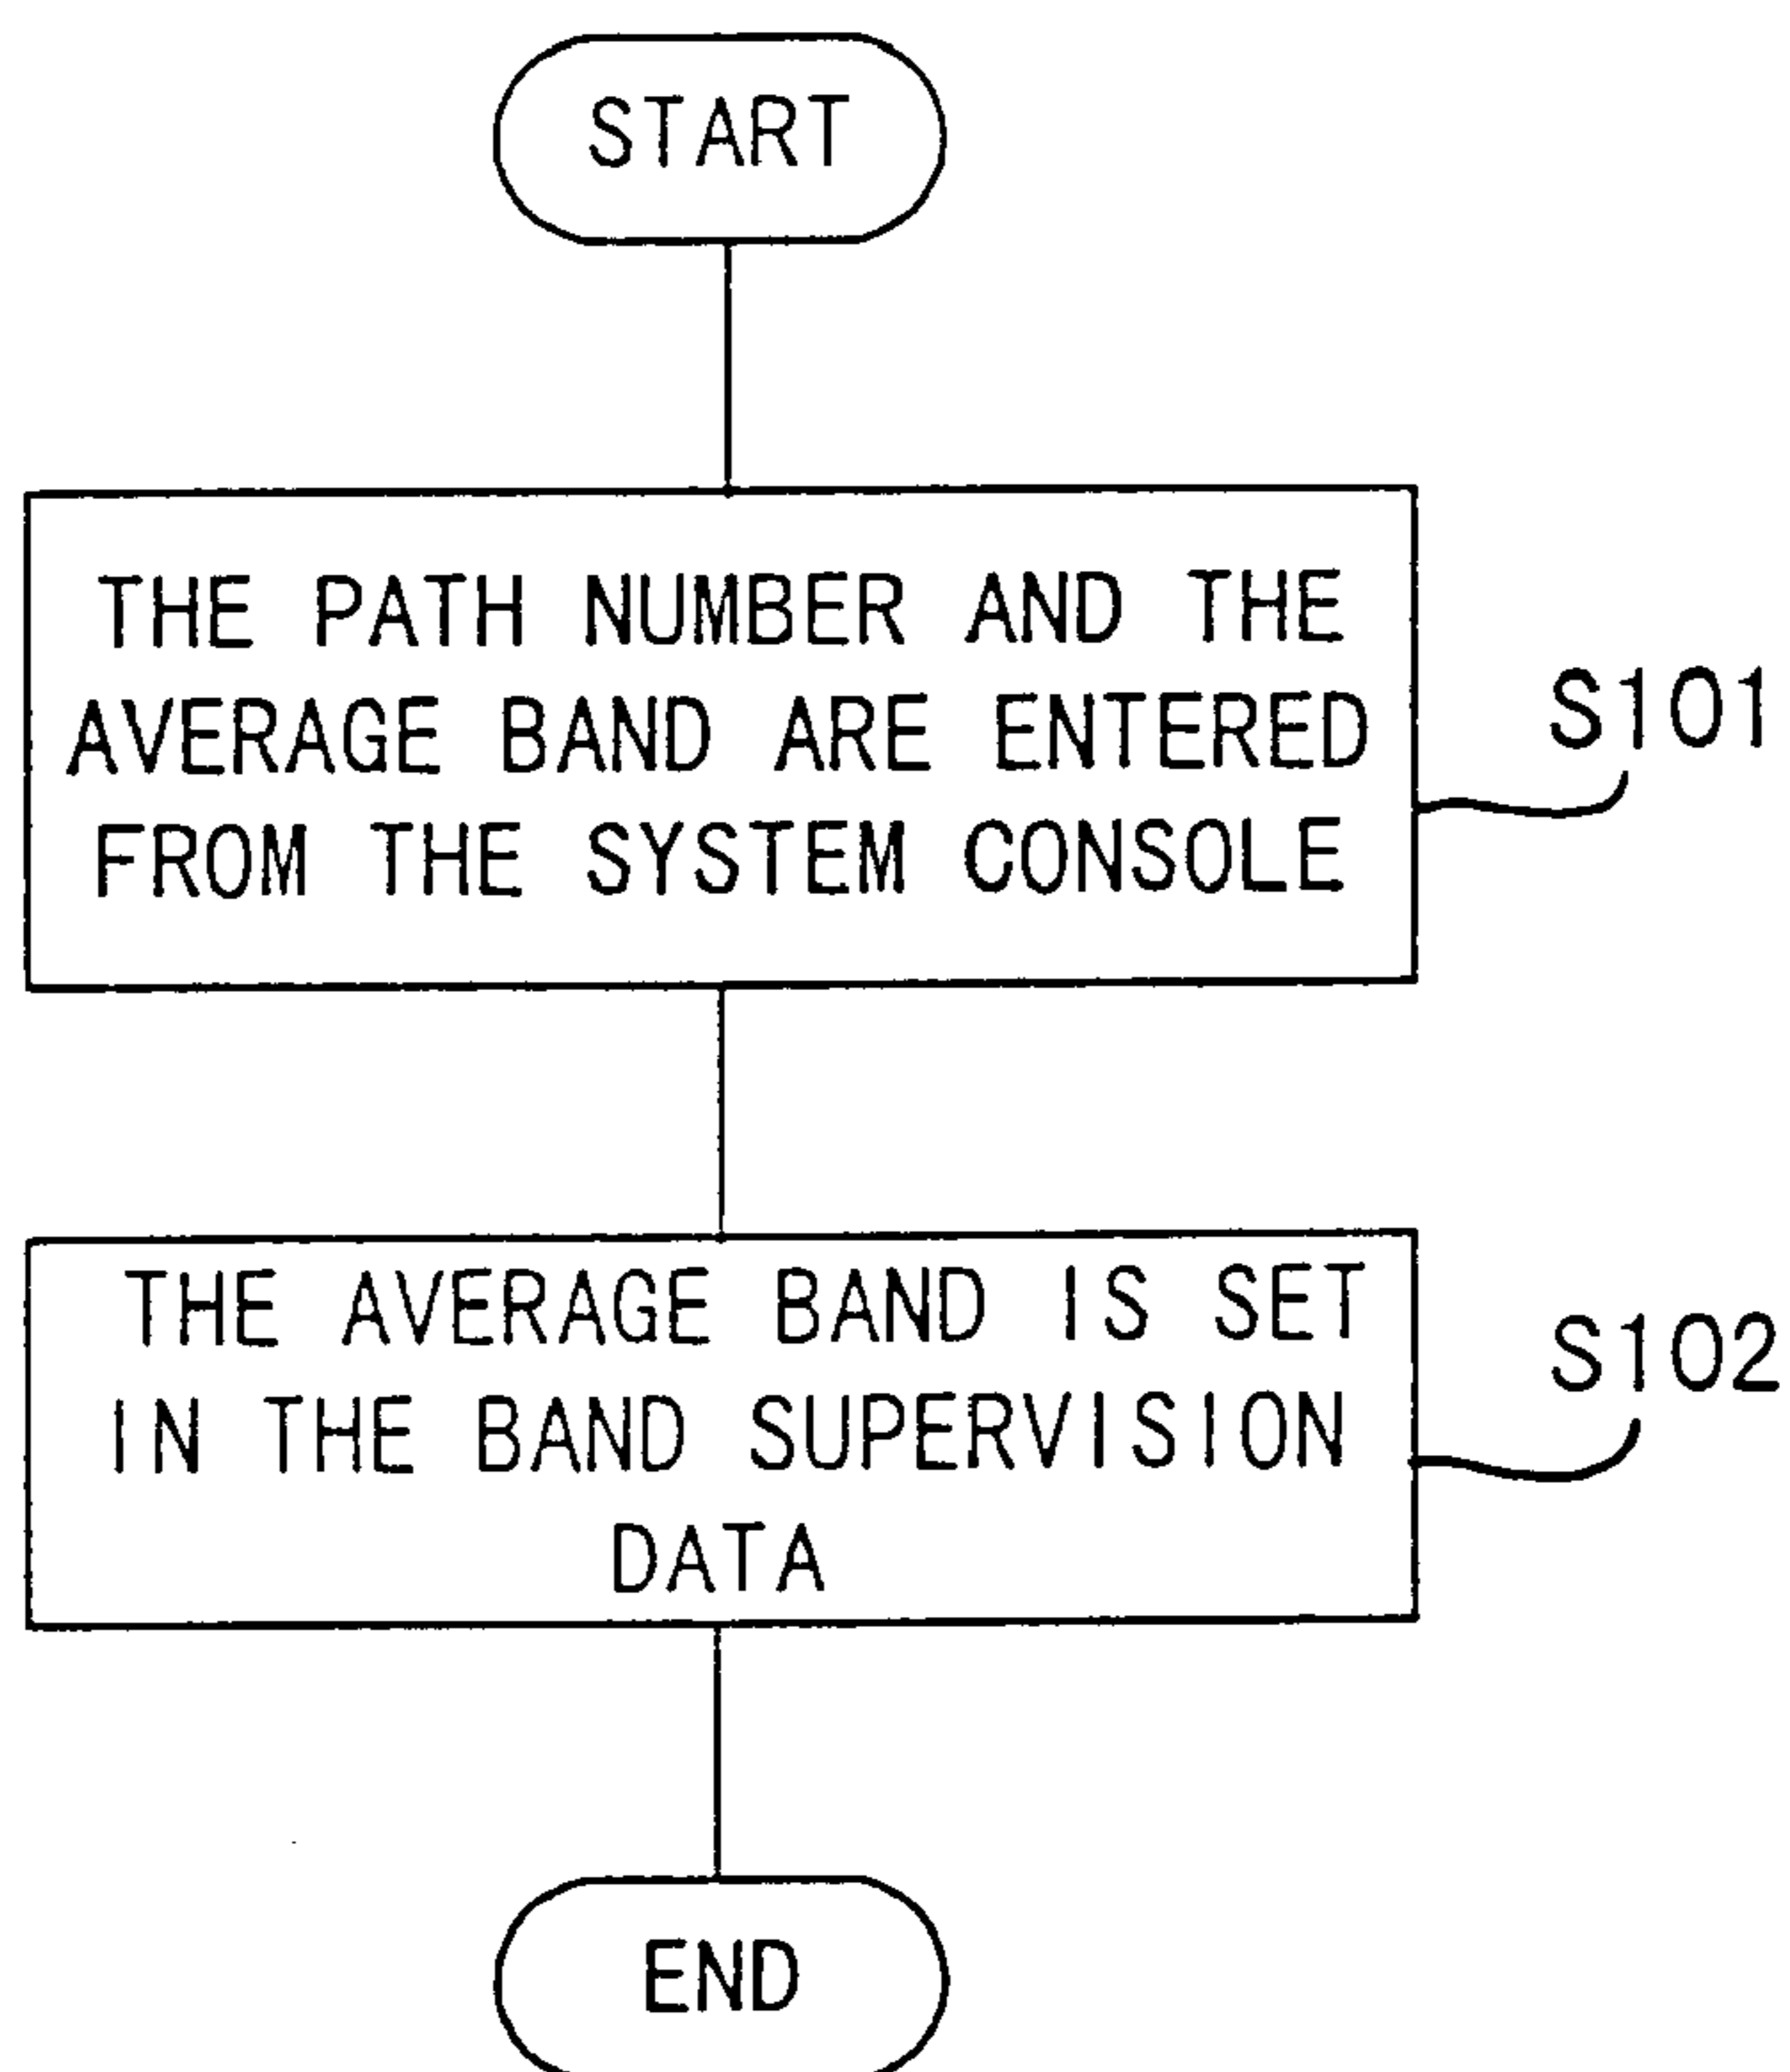 START
THE PATH NUMBER AND THE
AVERAGE BAND ARE ENTERED
FROM THE SYSTEM CONSOLE
S101
THE AVERAGE BAND IS SET
IN THE BAND SUPERVISION
DATA
S102
END